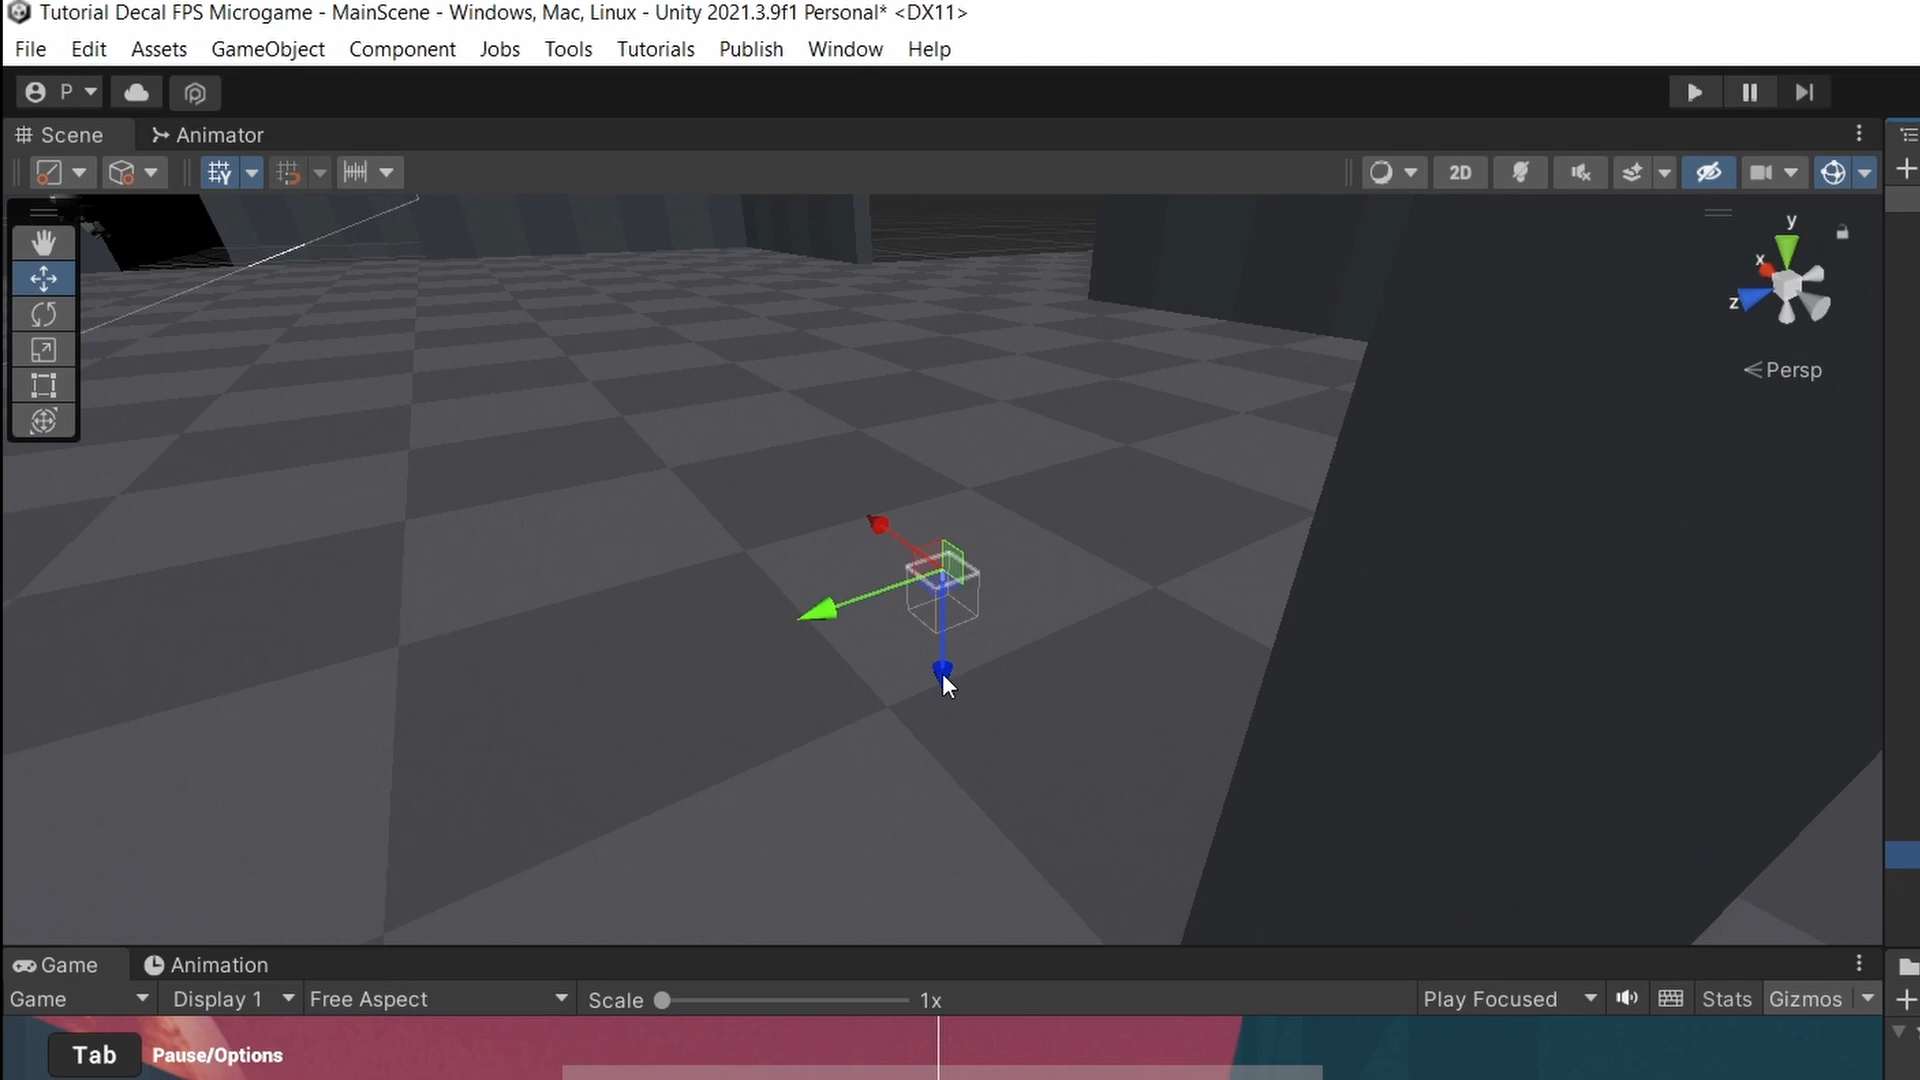 Tutorial Decal FPS Microgame - MainScene - Windows, Mac, Linux - Unity 2021.3.9f1 Personal* <DX11>
File Edit Assets GameObject Component Jobs Tools Tutorials Publish Window Help
P
Scene Animator
2D
y
x
z
Persp
Game Animation
Game Display 1 Free Aspect Scale 1x Play Focused Stats Gizmos
Tab Pause/Options